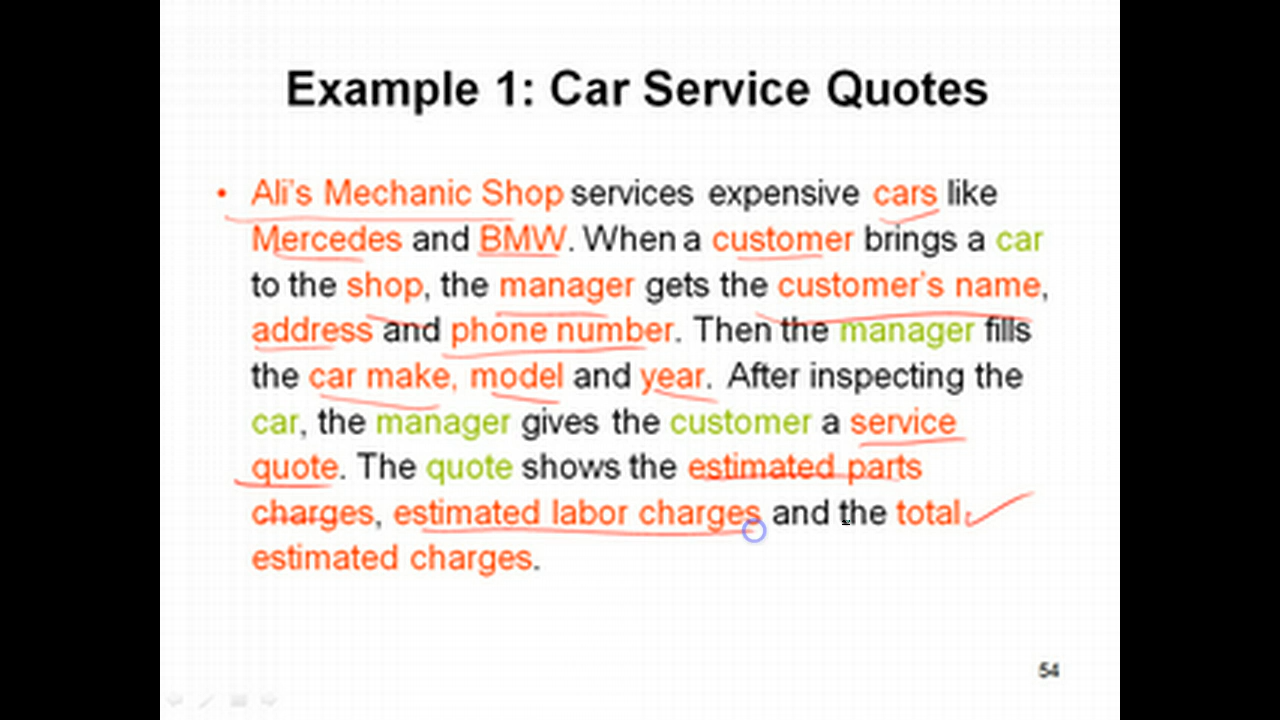 Example 1: Car Service Quotes
• Ali's Mechanic Shop services expensive cars like
Mercedes and BMW. When a customer brings a car
to the shop, the manager gets the customer's name,
address and phone number. Then the manager fills
the car make, model and year. After inspecting the
car, the manager gives the customer a service
quote. The quote shows the estimated parts
charges, estimated labor charges and the total
estimated charges.
54